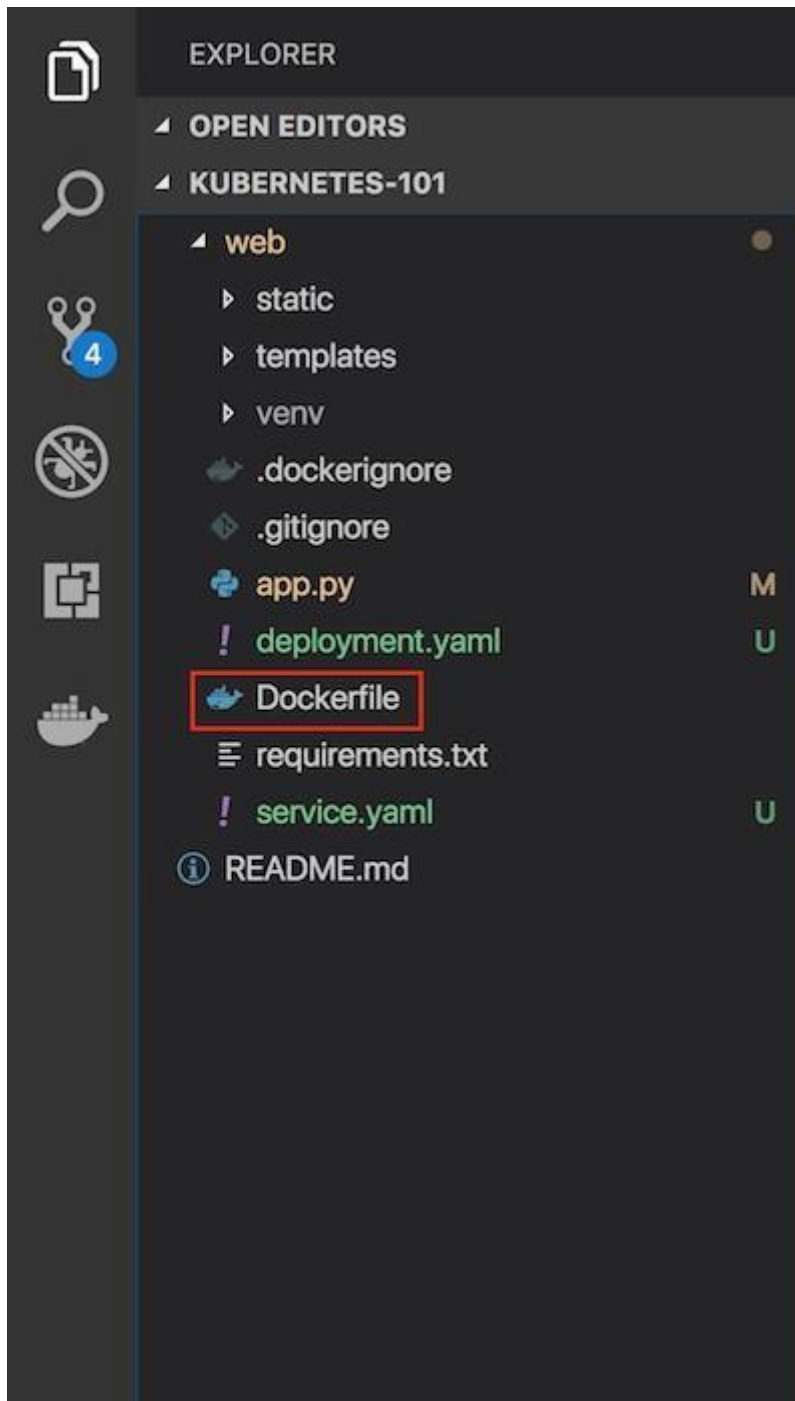 EXPLORER
OPEN EDITORS
KUBERNETES-101
web
static
templates
4
venv
.dockerignore
.gitignore
app.py M
deployment.yaml U
Dockerfile
requirements.txt
service.yaml U
README.md